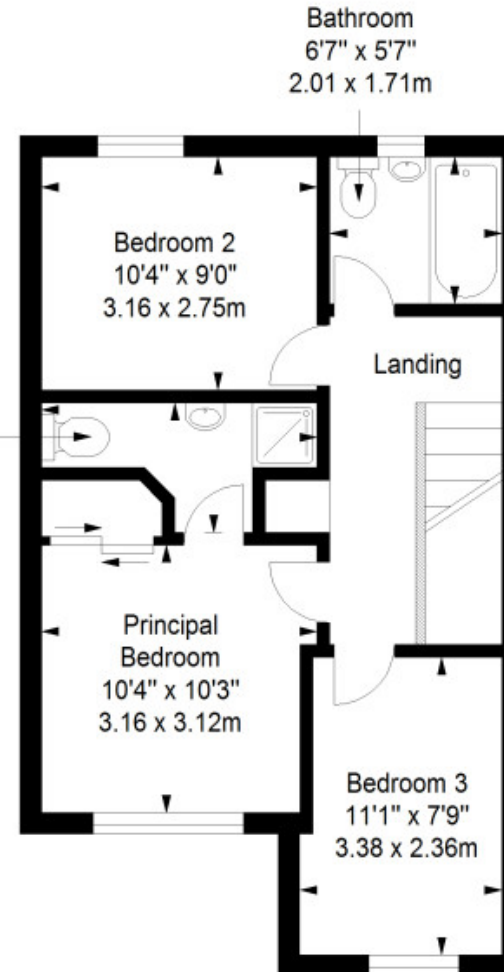 Bathroom
6'7" x 5'7"
2.01 x 1.71m
Bedroom 2
10'4" x 9'0"
3.16 x 2.75m
Landing
Principal
Bedroom
10'4" x 10'3"
3.16 x 3.12m
Bedroom 3
11'1" x 7'9"
3.38 x 2.36m